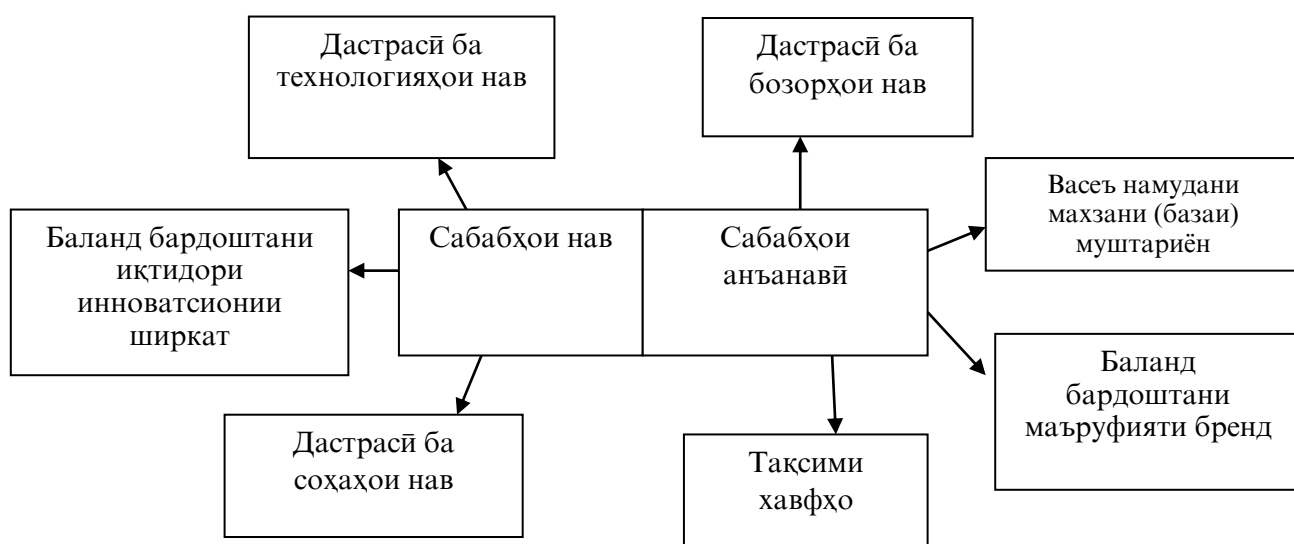 Дастрасӣ ба
технологияҳои нав
Дастрасӣ ба
бозорҳои нав
Васеъ намудани
махзани (базаи)
муштариён
Баланд бардоштани
иқтидори
инноватсионии
ширкат
Сабабҳои нав
Сабабҳои
анъанавӣ
Баланд
бардоштани
маъруфияти бренд
Дастрасӣ ба
соҳаҳои нав
Тақсими
хавфҳо